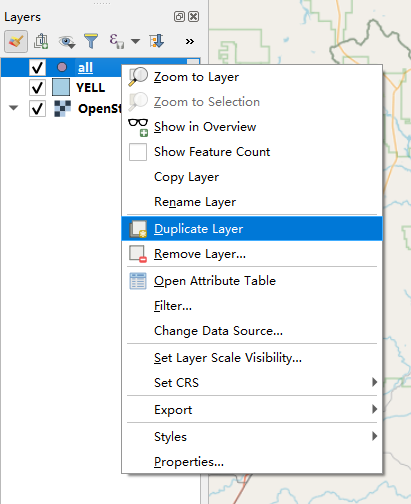 Layers
»
all
YELL
OpenSt
Zoom to Layer
Zoom to Selection
Show in Overview
Show Feature Count
Copy Layer
Rename Layer
Duplicate Layer
Remove Layer...
Open Attribute Table
Filter...
Change Data Source...
Set Layer Scale Visibility...
Set CRS
Export
Styles
Properties...